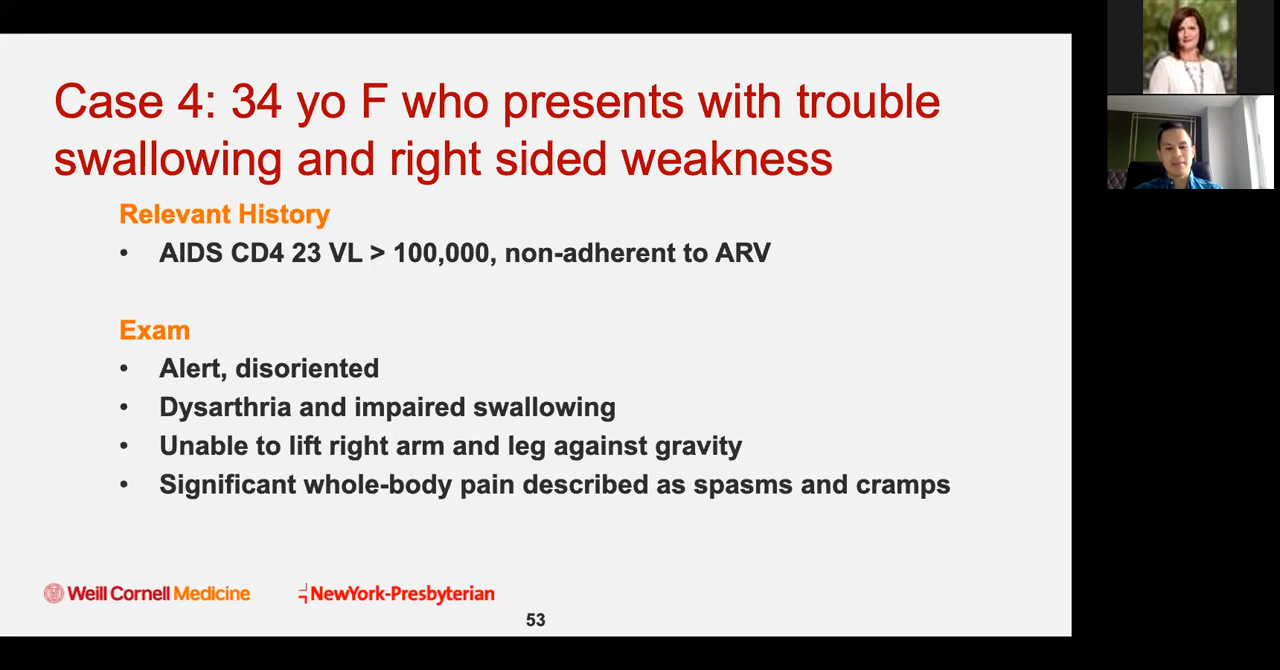 Case 4: 34 yo F who presents with trouble
swallowing and right sided weakness
Relevant History
• AIDS CD4 23 VL > 100,000, non-adherent to ARV
Exam
• Alert, disoriented
• Dysarthria and impaired swallowing
• Unable to lift right arm and leg against gravity
• Significant whole-body pain described as spasms and cramps
Weill Cornell Medicine
NewYork-Presbyterian
53